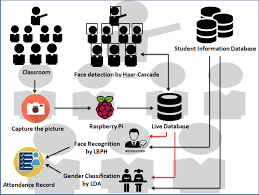 Student Information Database
Classroom
Face detection by Haar-Cascade
Capture the picture
Raspberry Pi
Live Database
Face Recognition
by LBPH
Gender Classification
by LDA
Attendance Record